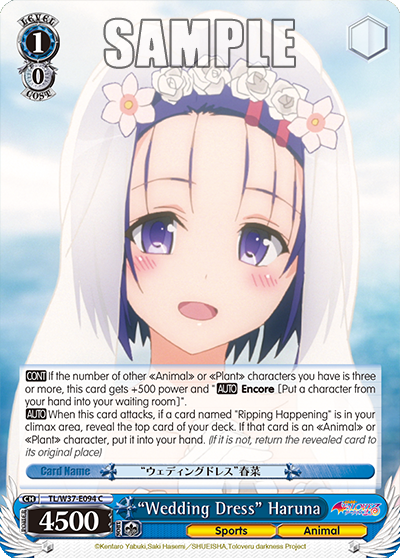 LEVEL
1
0
COST
SAMPLE
CONT If the number of other «Animal» or «Plant» characters you have is three
or more, this card gets +500 power and "AUTO Encore [Put a character from
your hand into your waiting room]".
AUTO When this card attacks, if a card named "Ripping Happening" is in your
climax area, reveal the top card of your deck. If that card is an «Animal» or
«Plant» character, put it into your hand. (If it is not, return the revealed card to
its original position)
Card Name
"ウェディングドレス"春菜
CH TL/W37-E094 C
POWER
4500
SOUL
"Wedding Dress" Haruna
Sports
Animal
©Kentaro Yabuki,Saki Hasemi / SHUEISHA,Toloveru darkness Project